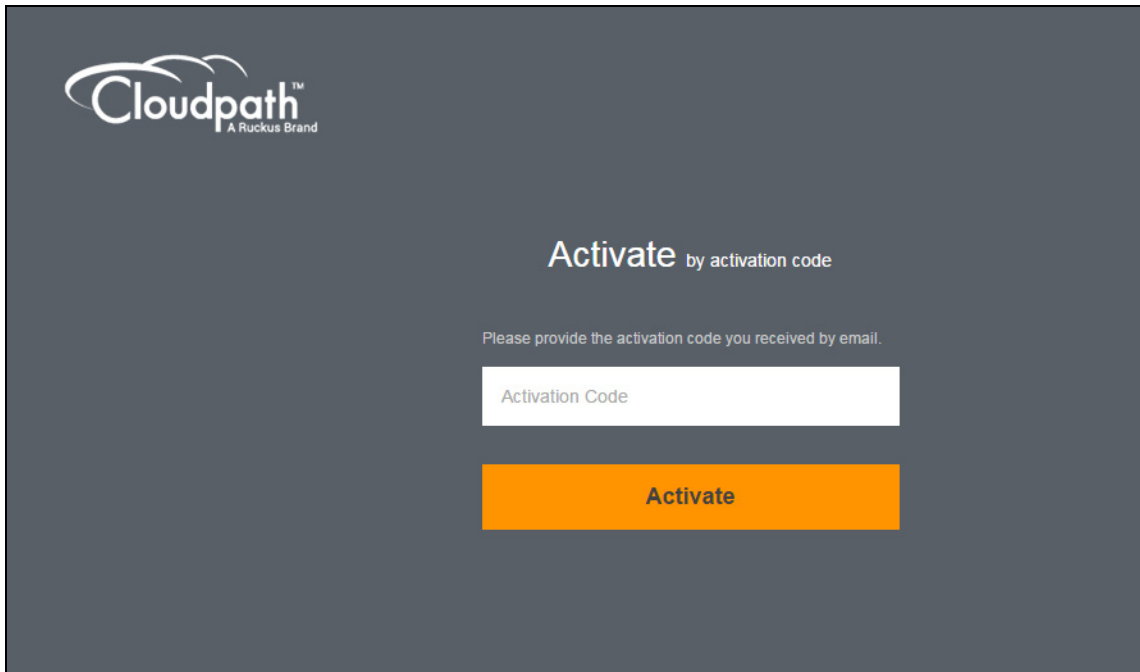 Cloudpath™
A Ruckus Brand
Activate by activation code
Please provide the activation code you received by email.
Activation Code
Activate